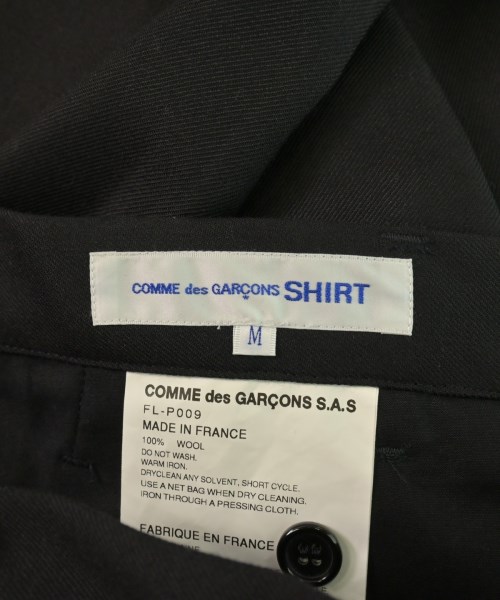 COMME des GARÇONS SHIRT
M
COMME des GARÇONS S.A.S
FL-P009
MADE IN FRANCE
100% WOOL
DO NOT WASH.
WARM IRON.
DRYCLEAN ANY SOLVENT, SHORT CYCLE.
USE A NET BAG WHEN DRY CLEANING.
IRON THROUGH A PRESSING CLOTH.
FABRIQUE EN FRANCE